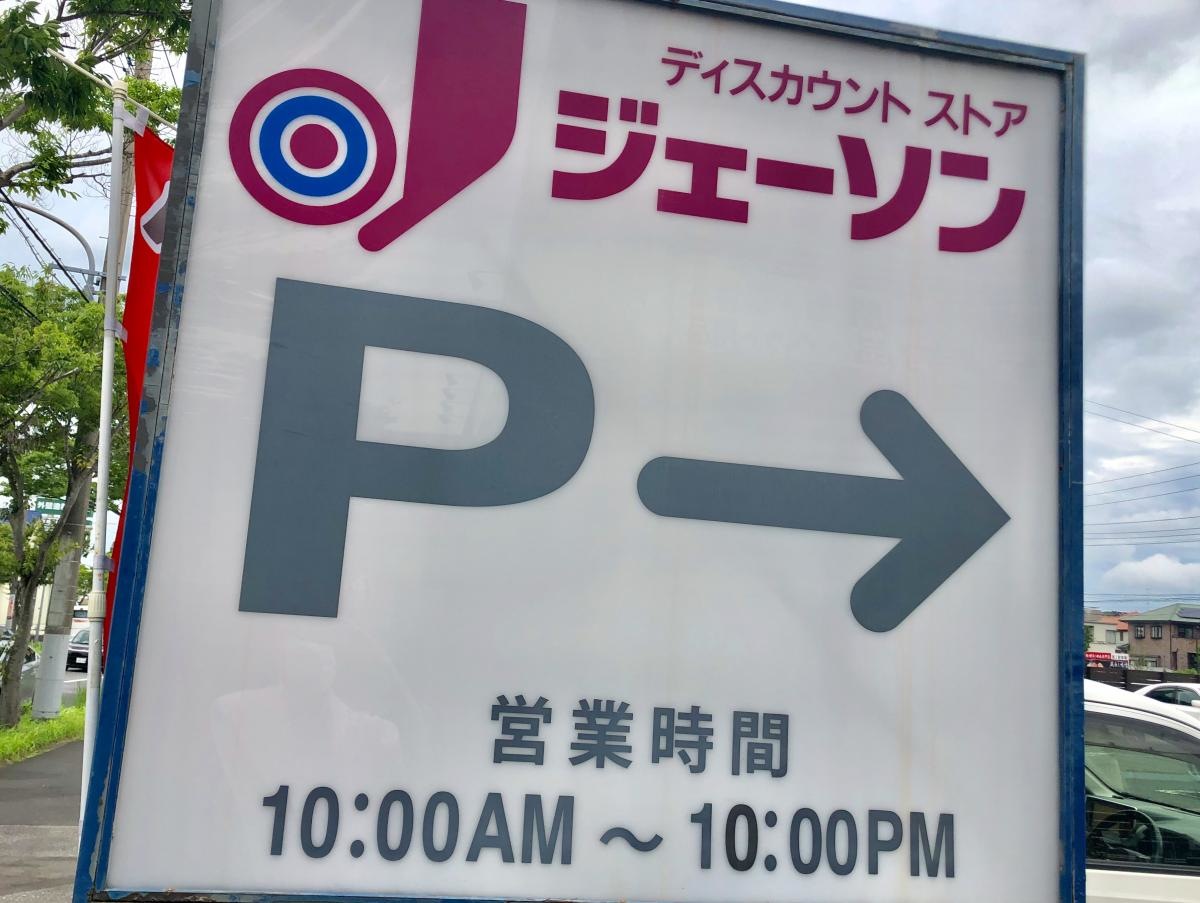 ディスカウント ストア
ジェーソン
P→
営業時間
10:00AM～10:00PM